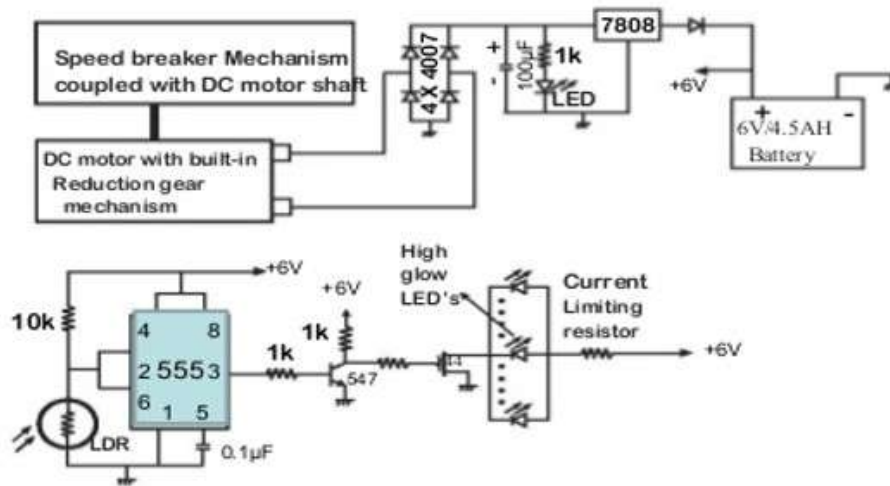 Speed breaker Mechanism
coupled with DC motor shaft
DC motor with built-in
Reduction gear
mechanism
4 X 4007
+
-
100µF
1k
LED
7808
+6V
+ -
6V/4.5AH
Battery
+6V
10k
4 8
2 555 3
6
1 5
LDR
0.1µF
1k
+6V
1k
547
High
glow
LED's
Current
Limiting
resistor
+6V